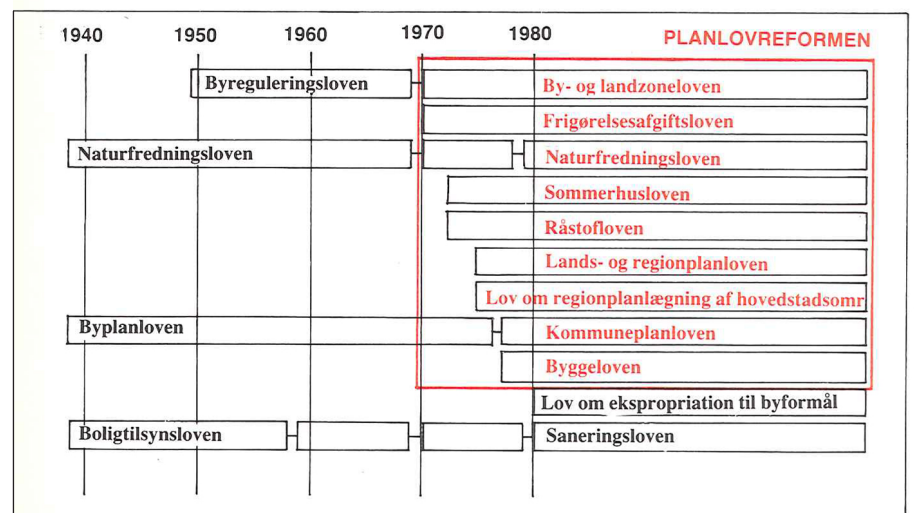 1940 1950 1960 1970 1980 PLANLOVREFORMEN
Byreguleringsloven By- og landzoneloven
Frigørelsesafgiftsloven
Naturfredningsloven Naturfredningsloven
Sommerhusloven
Råstofloven
Lands- og regionplanloven
Lov om regionplanlægning af hovedstadsomr
Byplanloven Kommuneplanloven
Byggeloven
Lov om ekspropriation til byformål
Boligtilsynsloven Saneringsloven